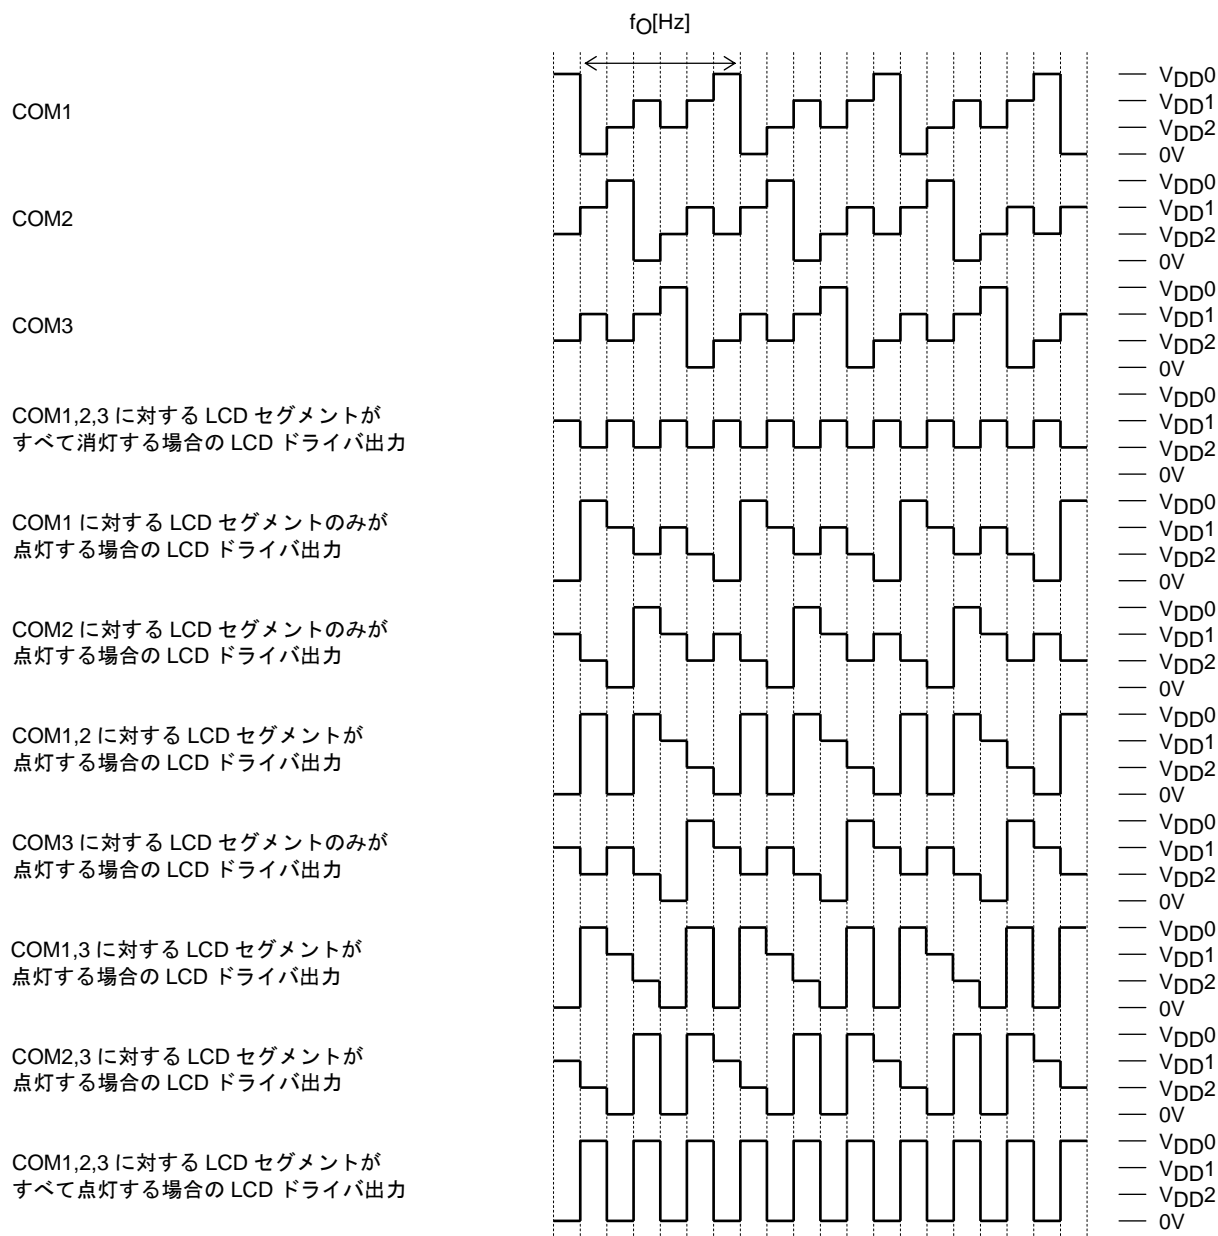 fO[Hz]
COM1
VDD0
VDD1
VDD2
0V
COM2
VDD0
VDD1
VDD2
0V
COM3
VDD0
VDD1
VDD2
0V
COM1,2,3 に対する LCD セグメントが
すべて消灯する場合の LCD ドライバ出力
VDD0
VDD1
VDD2
0V
COM1 に対する LCD セグメントのみが
点灯する場合の LCD ドライバ出力
VDD0
VDD1
VDD2
0V
COM2 に対する LCD セグメントのみが
点灯する場合の LCD ドライバ出力
VDD0
VDD1
VDD2
0V
COM1,2 に対する LCD セグメントが
点灯する場合の LCD ドライバ出力
VDD0
VDD1
VDD2
0V
COM3 に対する LCD セグメントのみが
点灯する場合の LCD ドライバ出力
VDD0
VDD1
VDD2
0V
COM1,3 に対する LCD セグメントが
点灯する場合の LCD ドライバ出力
VDD0
VDD1
VDD2
0V
COM2,3 に対する LCD セグメントが
点灯する場合の LCD ドライバ出力
VDD0
VDD1
VDD2
0V
COM1,2,3 に対する LCD セグメントが
すべて点灯する場合の LCD ドライバ出力
VDD0
VDD1
VDD2
0V